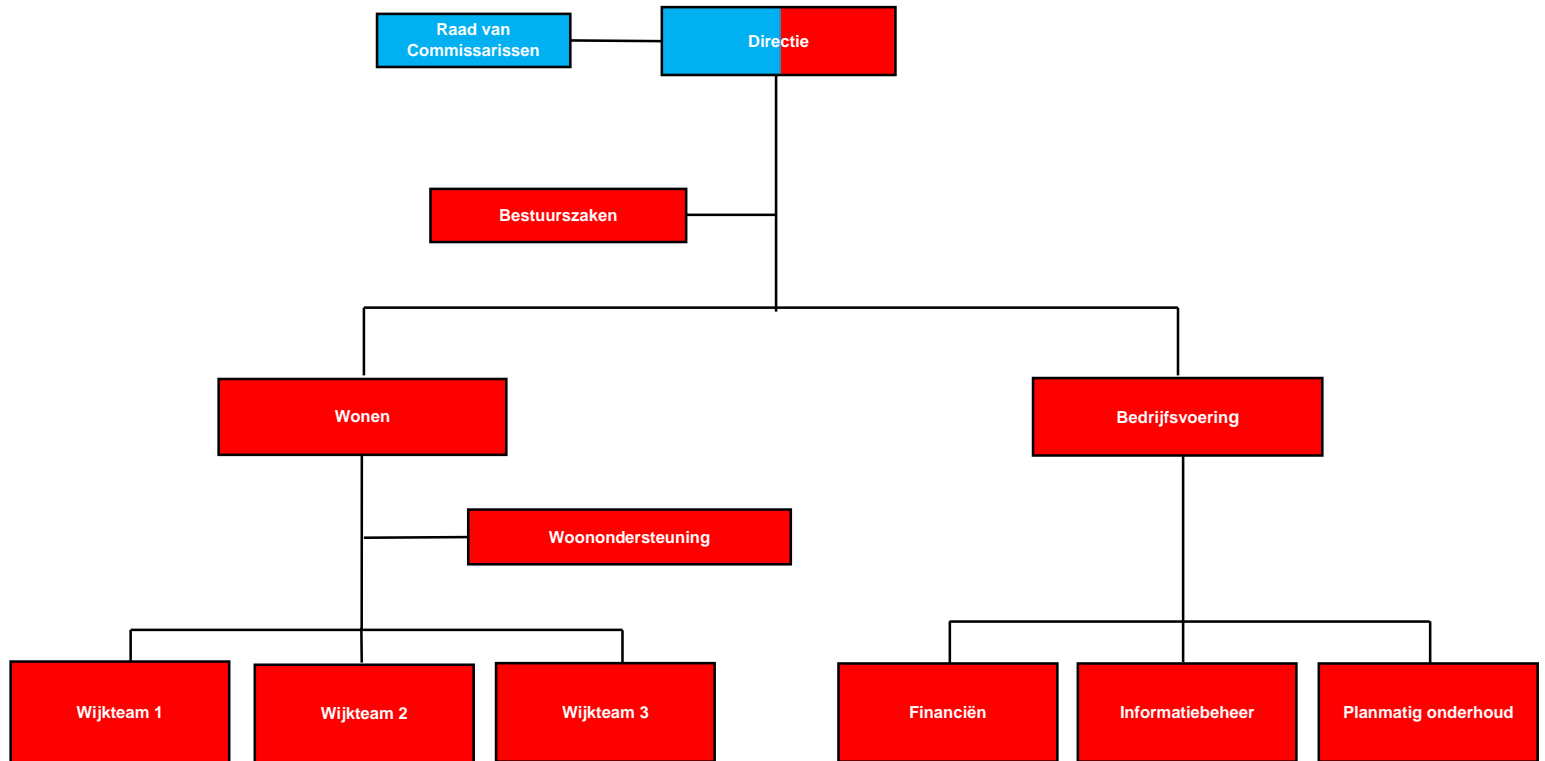 Raad van
Commissarissen
Directie
Bestuurszaken
Wonen
Bedrijfsvoering
Woonondersteuning
Wijkteam 1
Wijkteam 2
Wijkteam 3
Financiën
Informatiebeheer
Planmatig onderhoud